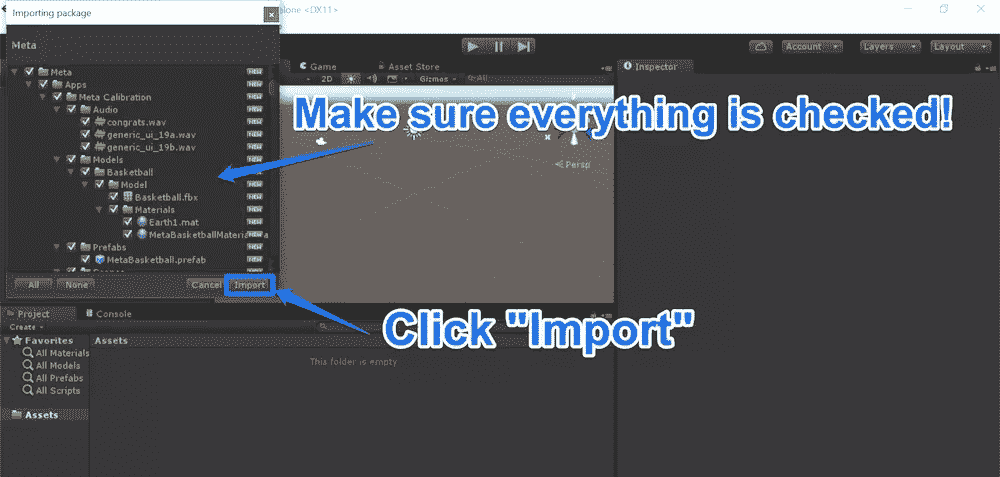 Importing package
alone <DX11>
Meta
Account
Layers
Layout
Game
Asset Store
Inspector
2D
Gizmos
All
Meta NEW
Apps NEW
Meta Calibration NEW
Audio NEW
congrats.wav NEW
generic_ui_19a.wav NEW
generic_ui_19b.wav NEW
Models NEW
Basketball NEW
Model NEW
Basketball.fbx NEW
Materials NEW
Earth1.mat NEW
MetaBasketballMaterial NEW
Prefabs NEW
MetaBasketball.prefab NEW
Make sure everything is checked!
Persp
All
None
Cancel
Import
Click "Import"
Project
Console
Create
Favorites
All Materials
All Models
All Prefabs
All Scripts
Assets
Assets
This folder is empty